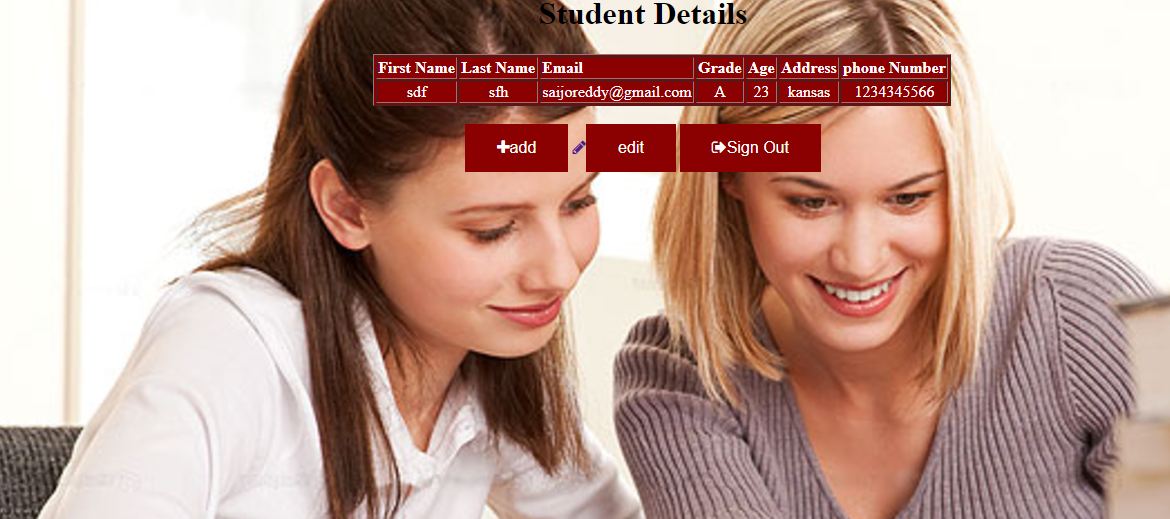 Student Details
First Name Last Name Email Grade Age Address phone Number
sdf sfh saijoreddy@gmail.com A 23 kansas 1234345566
add edit Sign Out